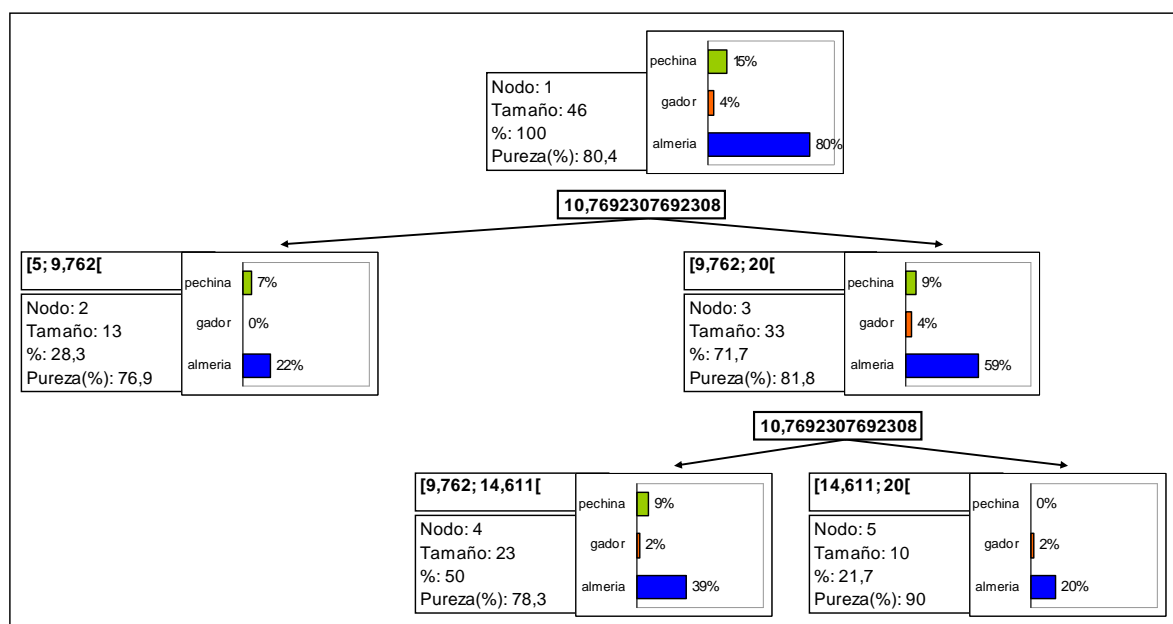 pechina 15%
gador 4%
almeria 80%
Nodo: 1
Tamaño: 46
%: 100
Pureza(%): 80,4
10,7692307692308
[5; 9,762[
Nodo: 2
Tamaño: 13
%: 28,3
Pureza(%): 76,9
pechina 7%
gador 0%
almeria 22%
[9,762; 20[
Nodo: 3
Tamaño: 33
%: 71,7
Pureza(%): 81,8
pechina 9%
gador 4%
almeria 59%
10,7692307692308
[9,762; 14,611[
Nodo: 4
Tamaño: 23
%: 50
Pureza(%): 78,3
pechina 9%
gador 2%
almeria 39%
[14,611; 20[
Nodo: 5
Tamaño: 10
%: 21,7
Pureza(%): 90
pechina 0%
gador 2%
almeria 20%